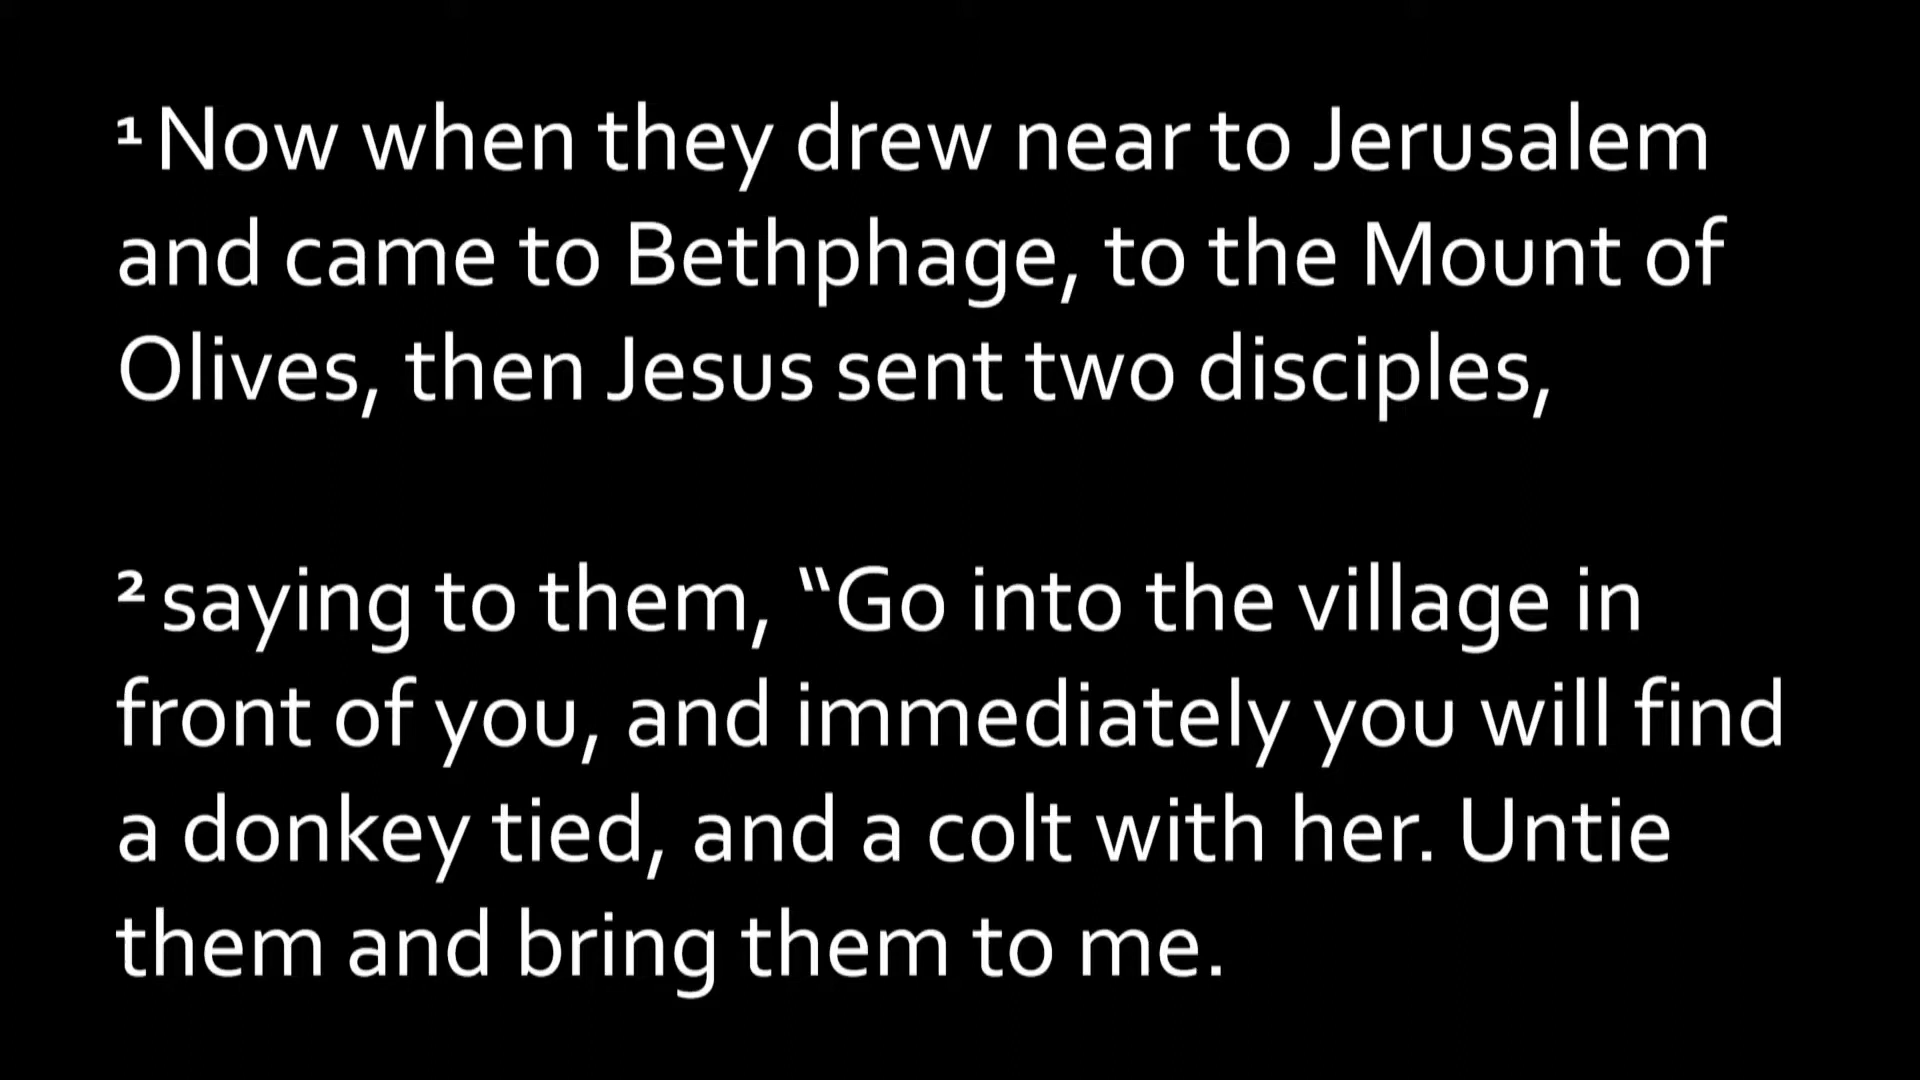 ¹ Now when they drew near to Jerusalem
and came to Bethphage, to the Mount of
Olives, then Jesus sent two disciples,
² saying to them, “Go into the village in
front of you, and immediately you will find
a donkey tied, and a colt with her. Untie
them and bring them to me.